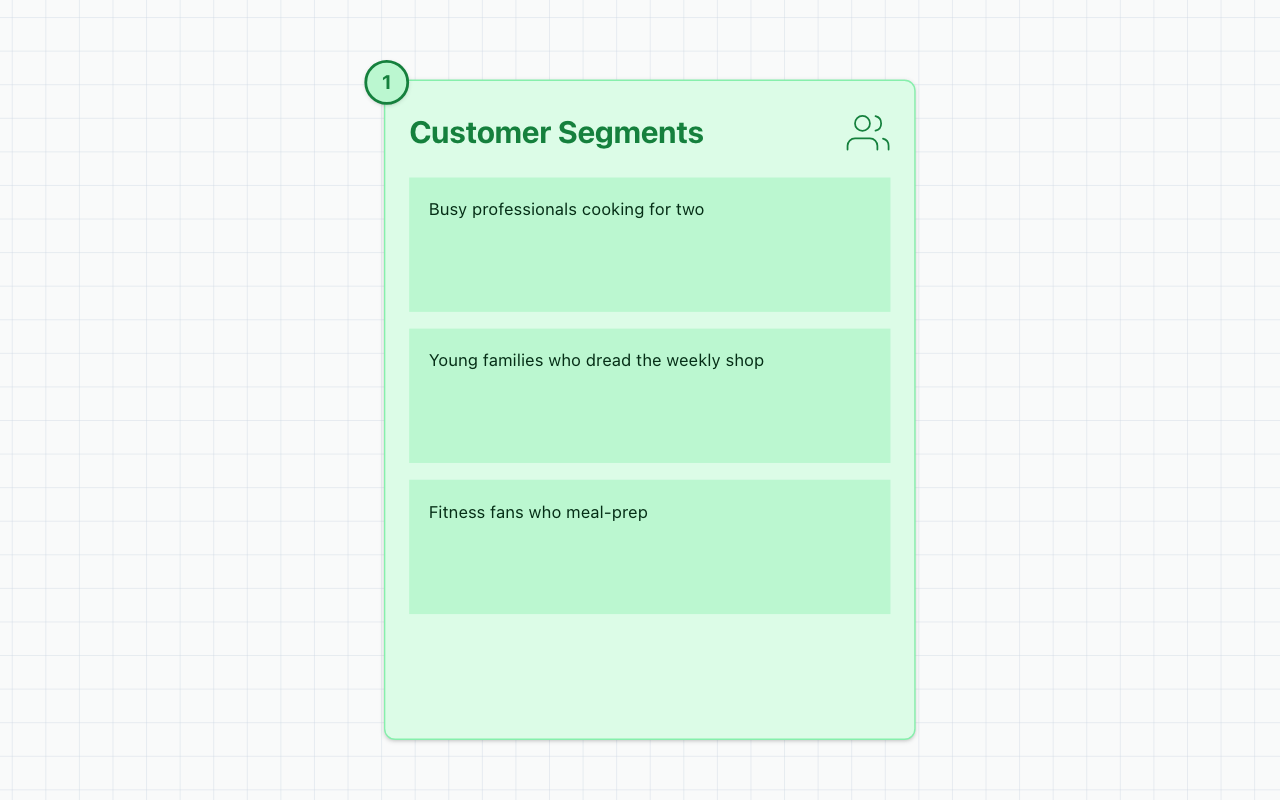 1
Customer Segments
Busy professionals cooking for two
Young families who dread the weekly shop
Fitness fans who meal-prep